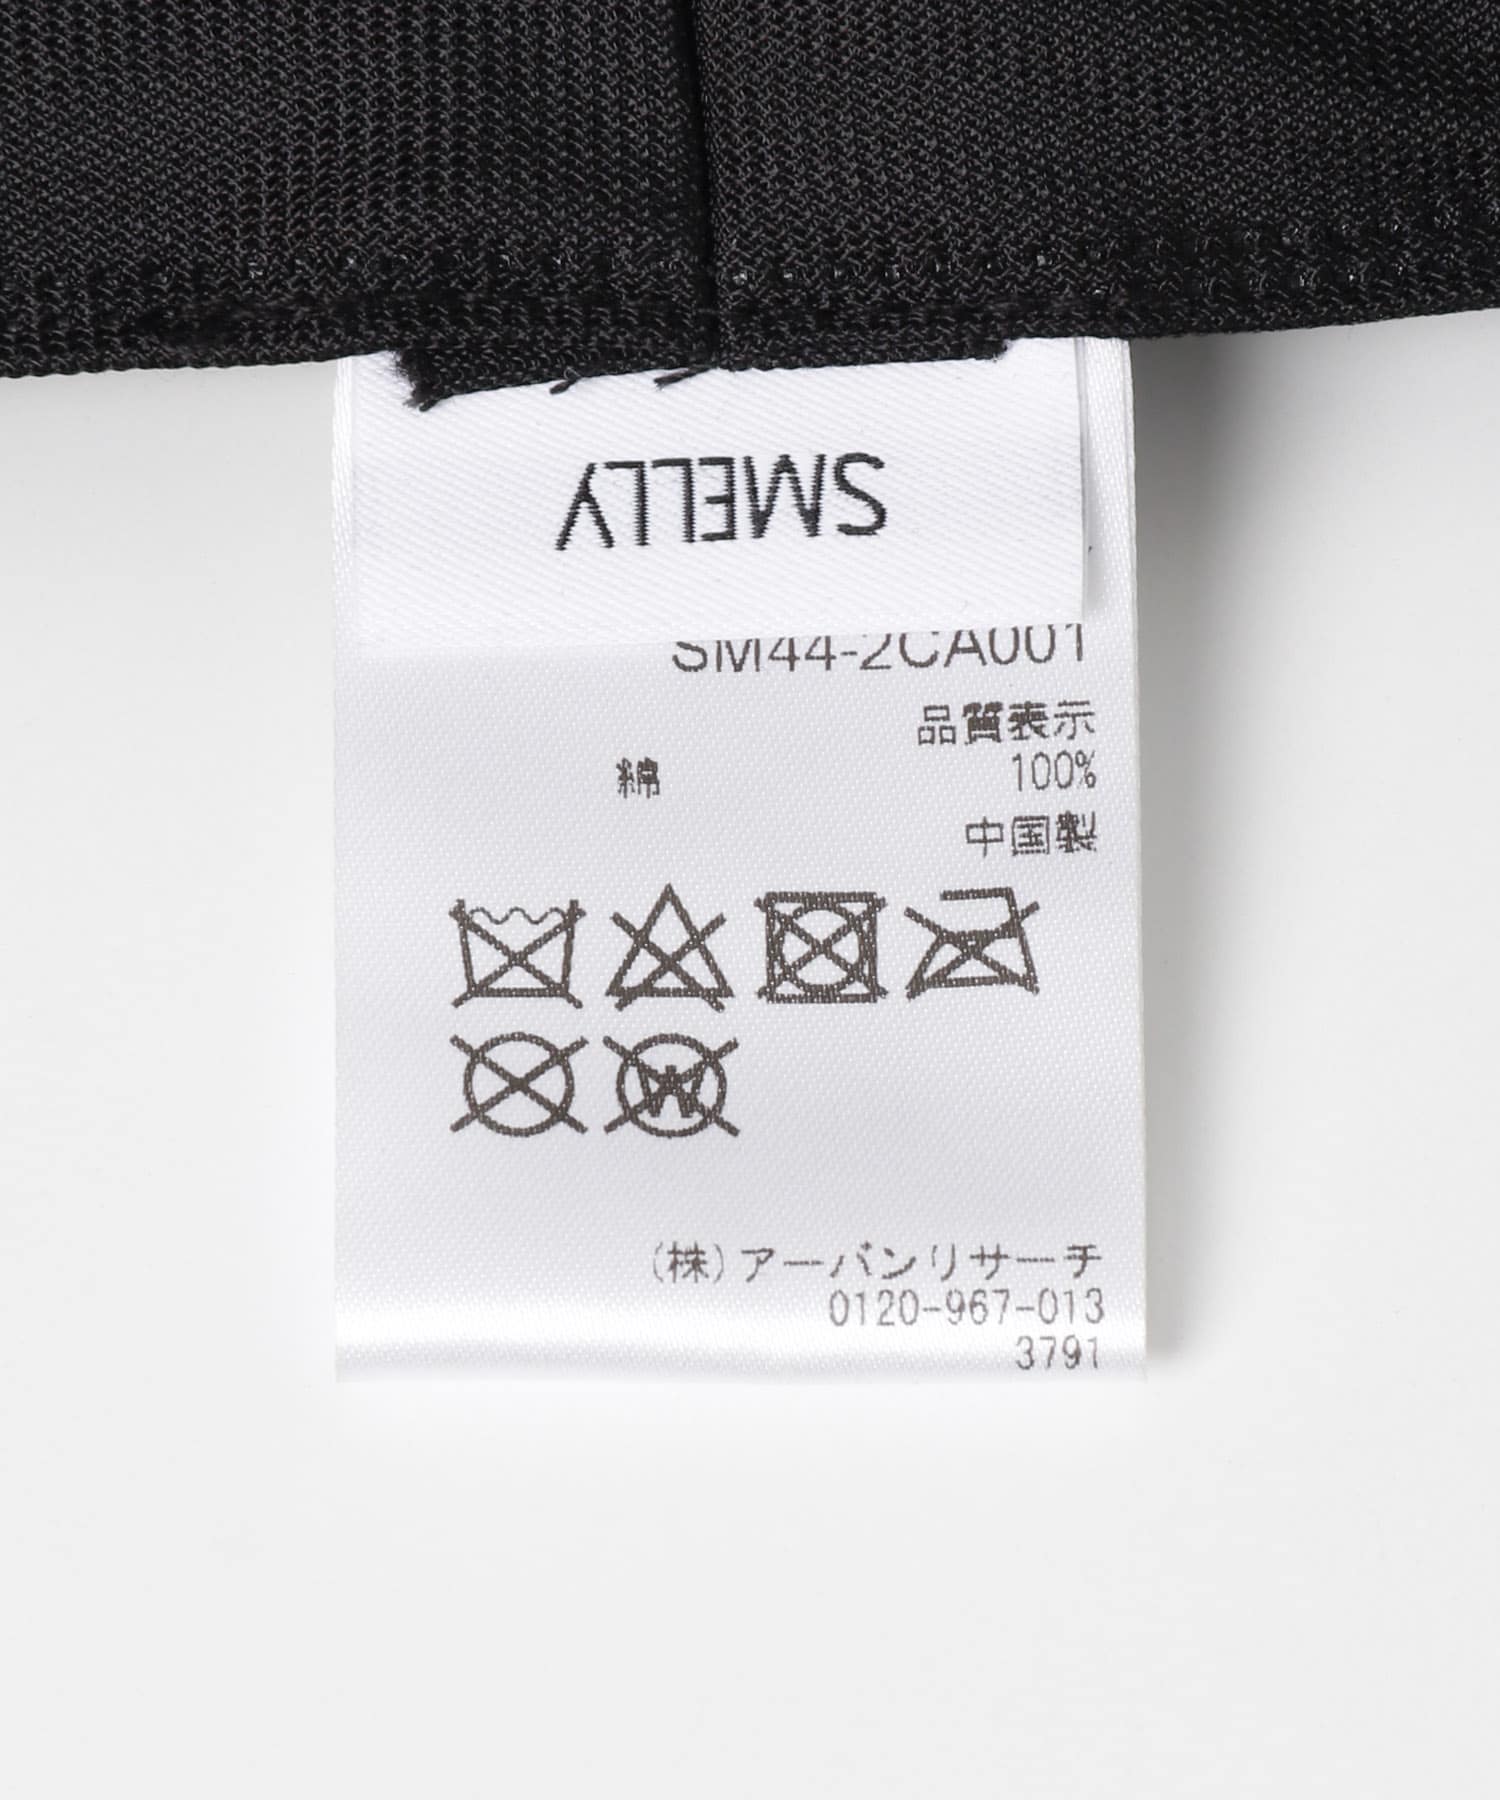 SMELLY
SM44-2CA001
品質表示
綿 100%
中国製
(株)アーバンリサーチ
0120-967-013
3791